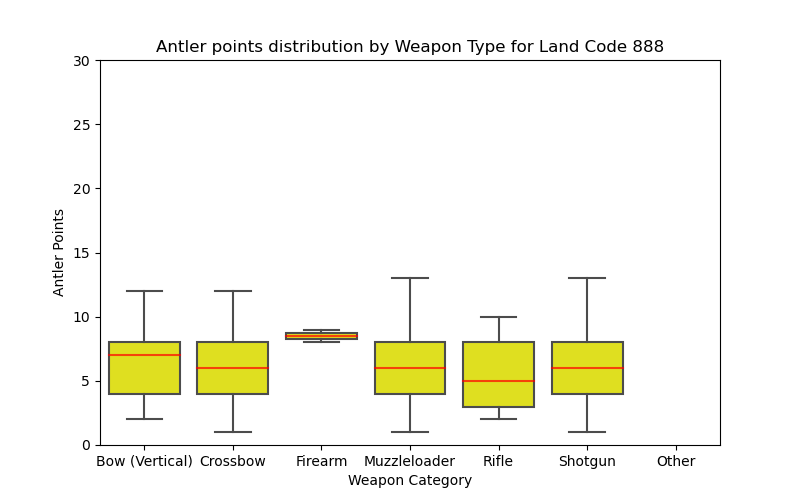 Antler points distribution by Weapon Type for Land Code 888
30
25
20
15
10
5
0
Antler Points
Bow (Vertical) Crossbow Firearm Muzzleloader Rifle Shotgun Other
Weapon Category